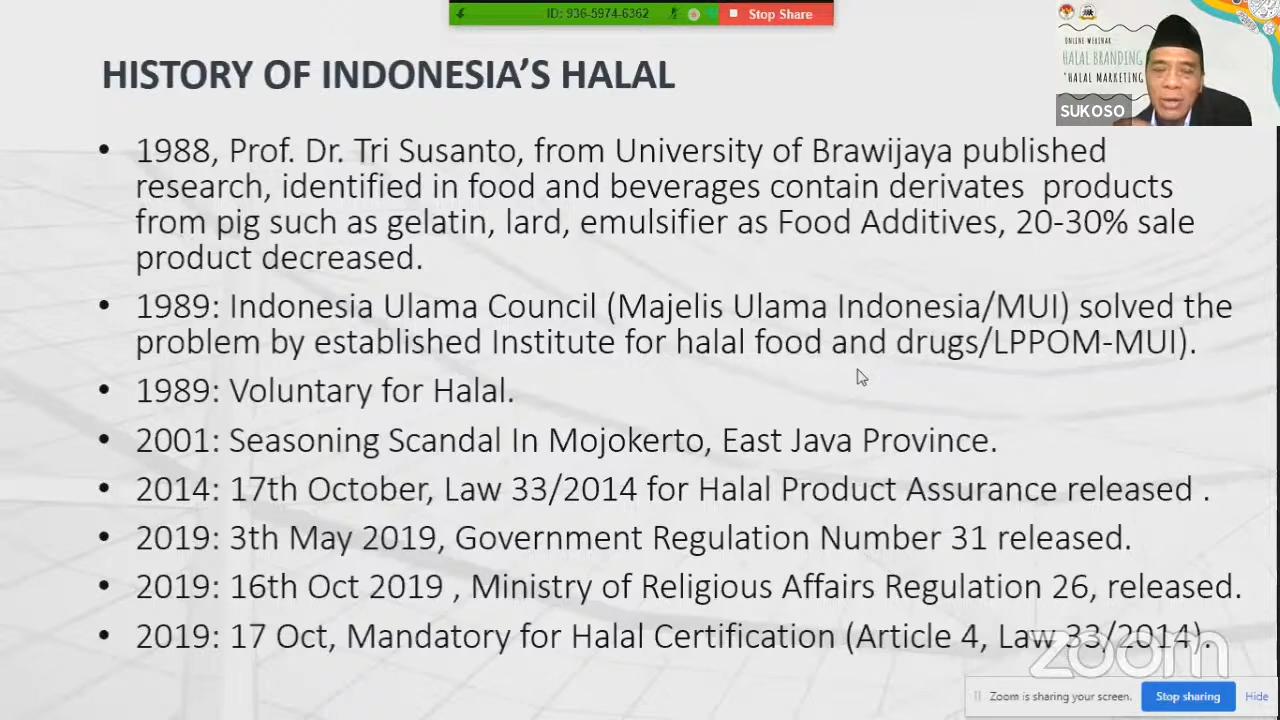 ID: 936-5974-6362
Stop Share
ONLINE-WEBINAR
HALAL BRANDING
"HALAL MARKETING
SUKOSO
HISTORY OF INDONESIA'S HALAL
• 1988, Prof. Dr. Tri Susanto, from University of Brawijaya published
research, identified in food and beverages contain derivates products
from pig such as gelatin, lard, emulsifier as Food Additives, 20-30% sale
product decreased.
• 1989: Indonesia Ulama Council (Majelis Ulama Indonesia/MUI) solved the
problem by established Institute for halal food and drugs/LPPOM-MUI).
• 1989: Voluntary for Halal.
• 2001: Seasoning Scandal In Mojokerto, East Java Province.
• 2014: 17th October, Law 33/2014 for Halal Product Assurance released .
• 2019: 3th May 2019, Government Regulation Number 31 released.
• 2019: 16th Oct 2019 , Ministry of Religious Affairs Regulation 26, released.
• 2019: 17 Oct, Mandatory for Halal Certification (Article 4, Law 33/2014).
zoom
Zoom is sharing your screen.
Stop sharing
Hide